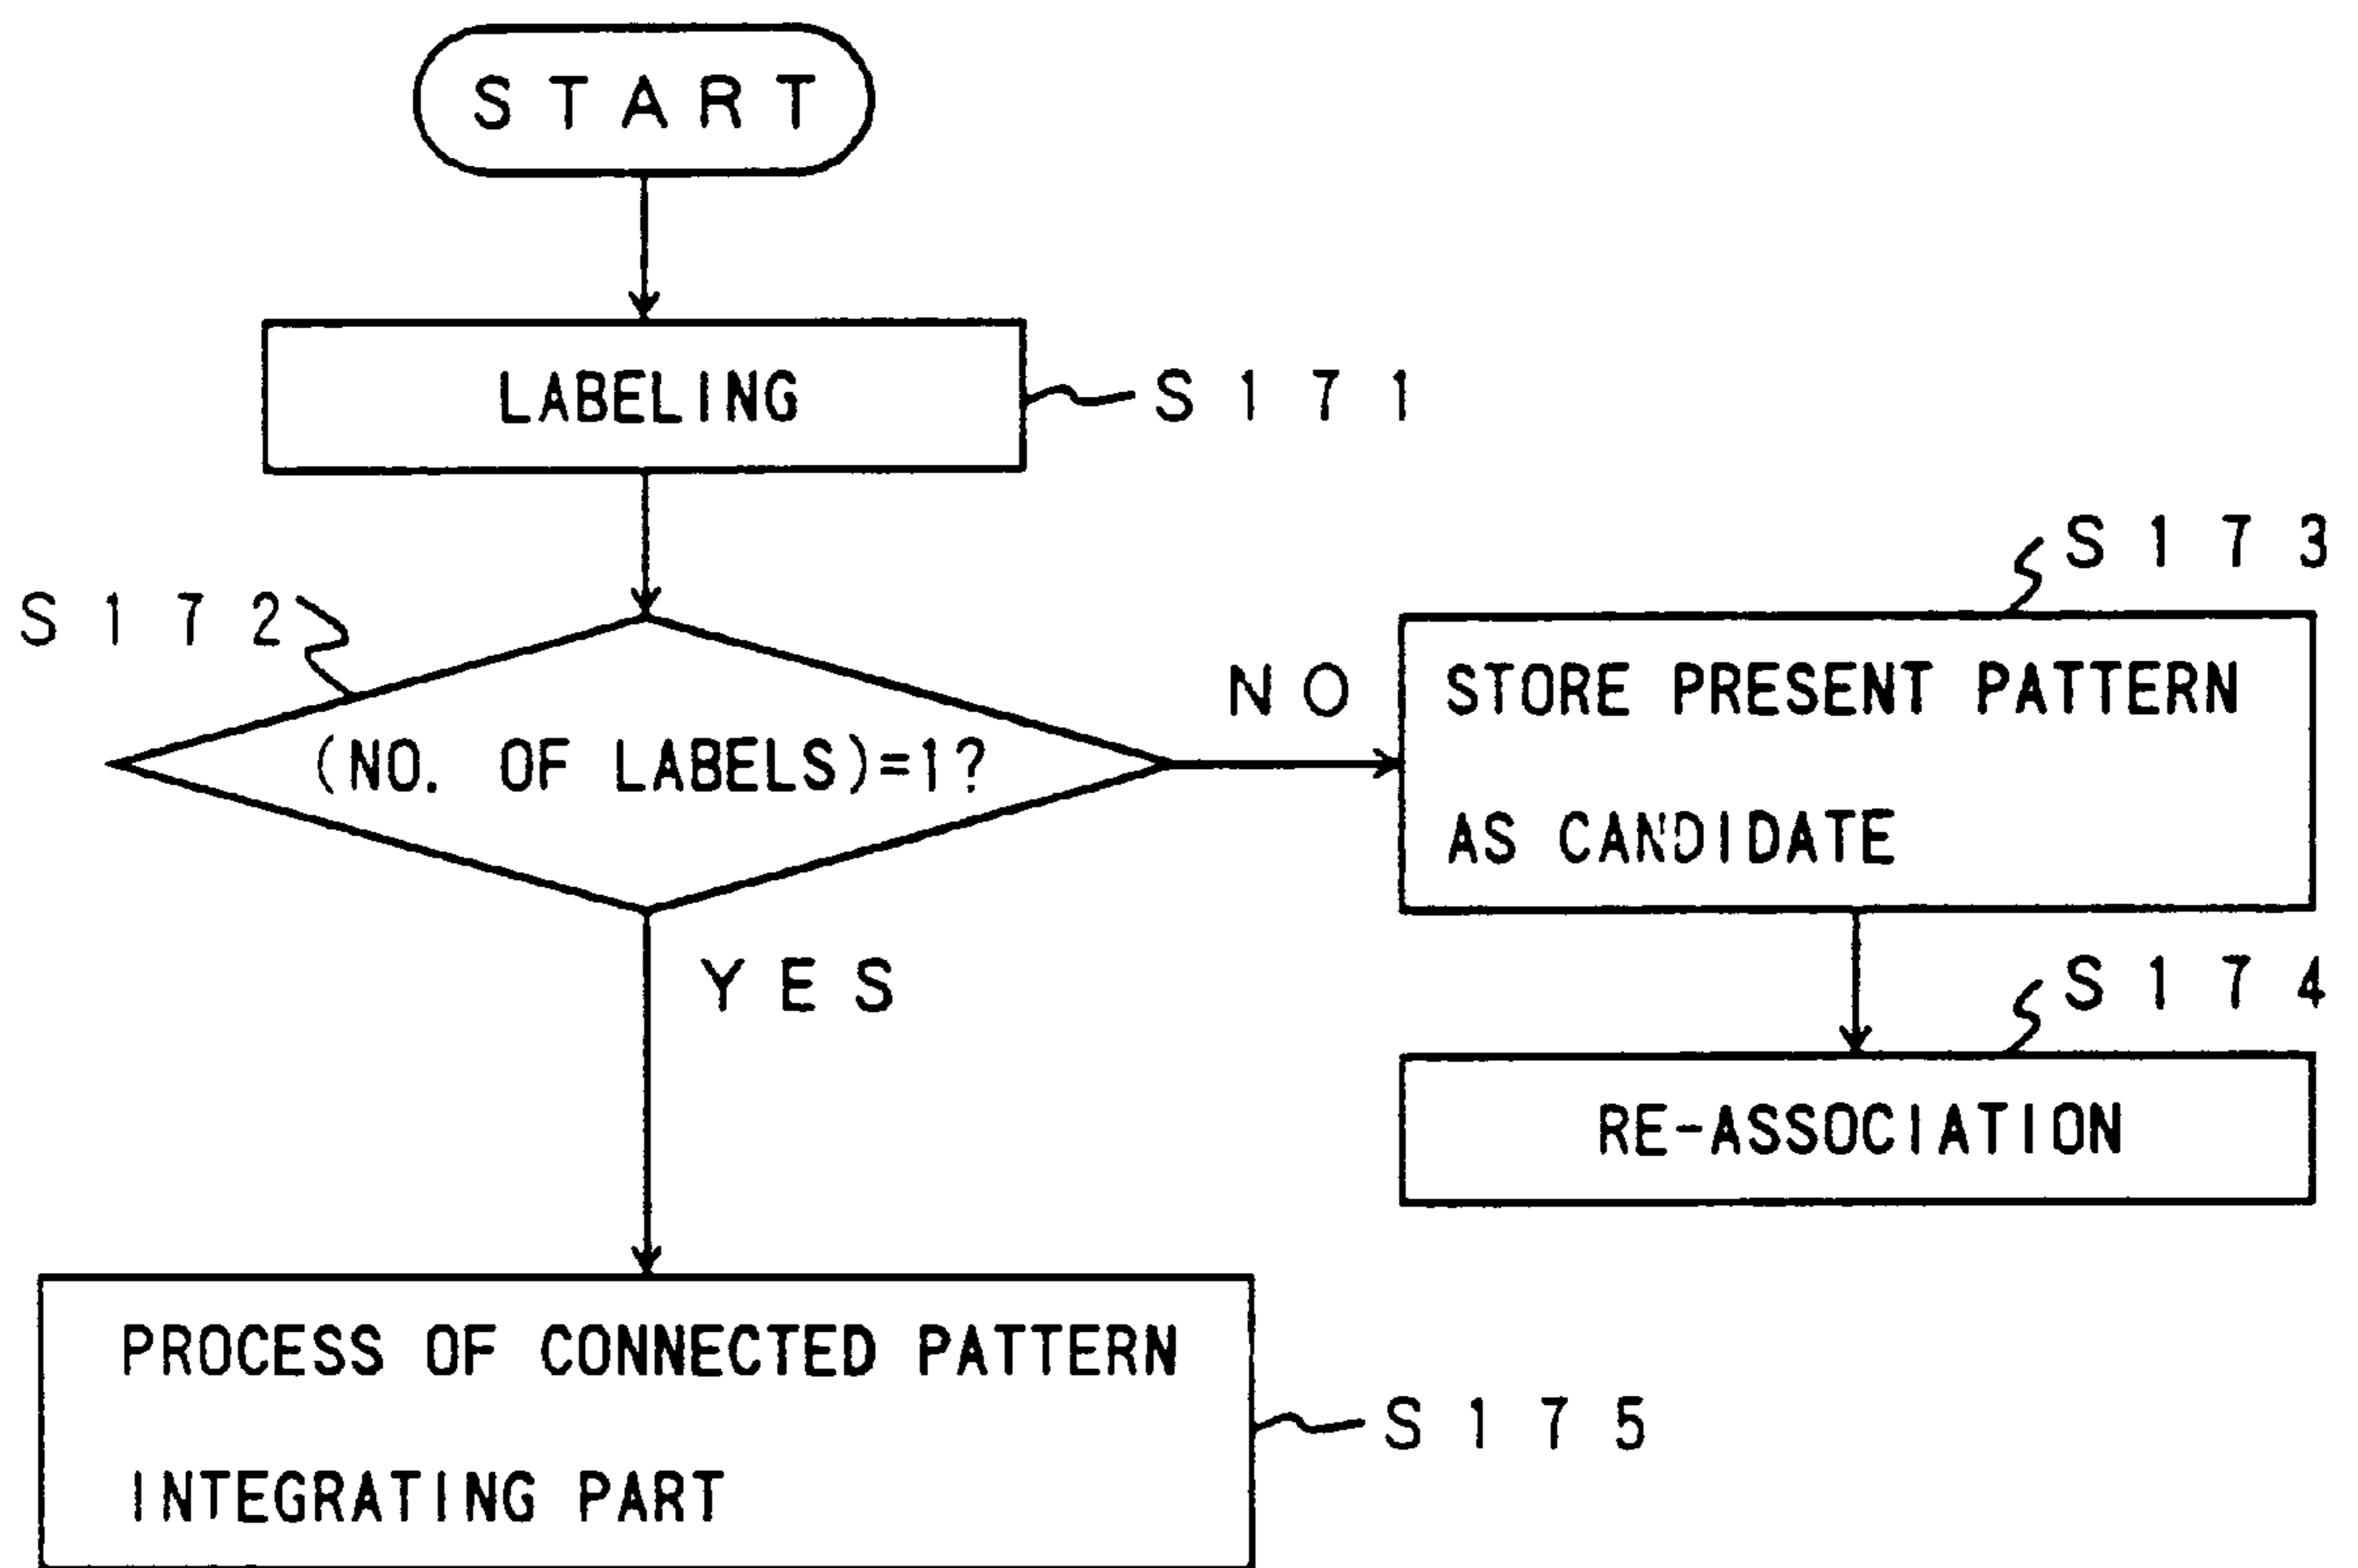 START
LABELING
S171
S172
(NO. OF LABELS)=1?
NO
S173
STORE PRESENT PATTERN
AS CANDIDATE
YES
S174
RE-ASSOCIATION
PROCESS OF CONNECTED PATTERN
INTEGRATING PART
S175